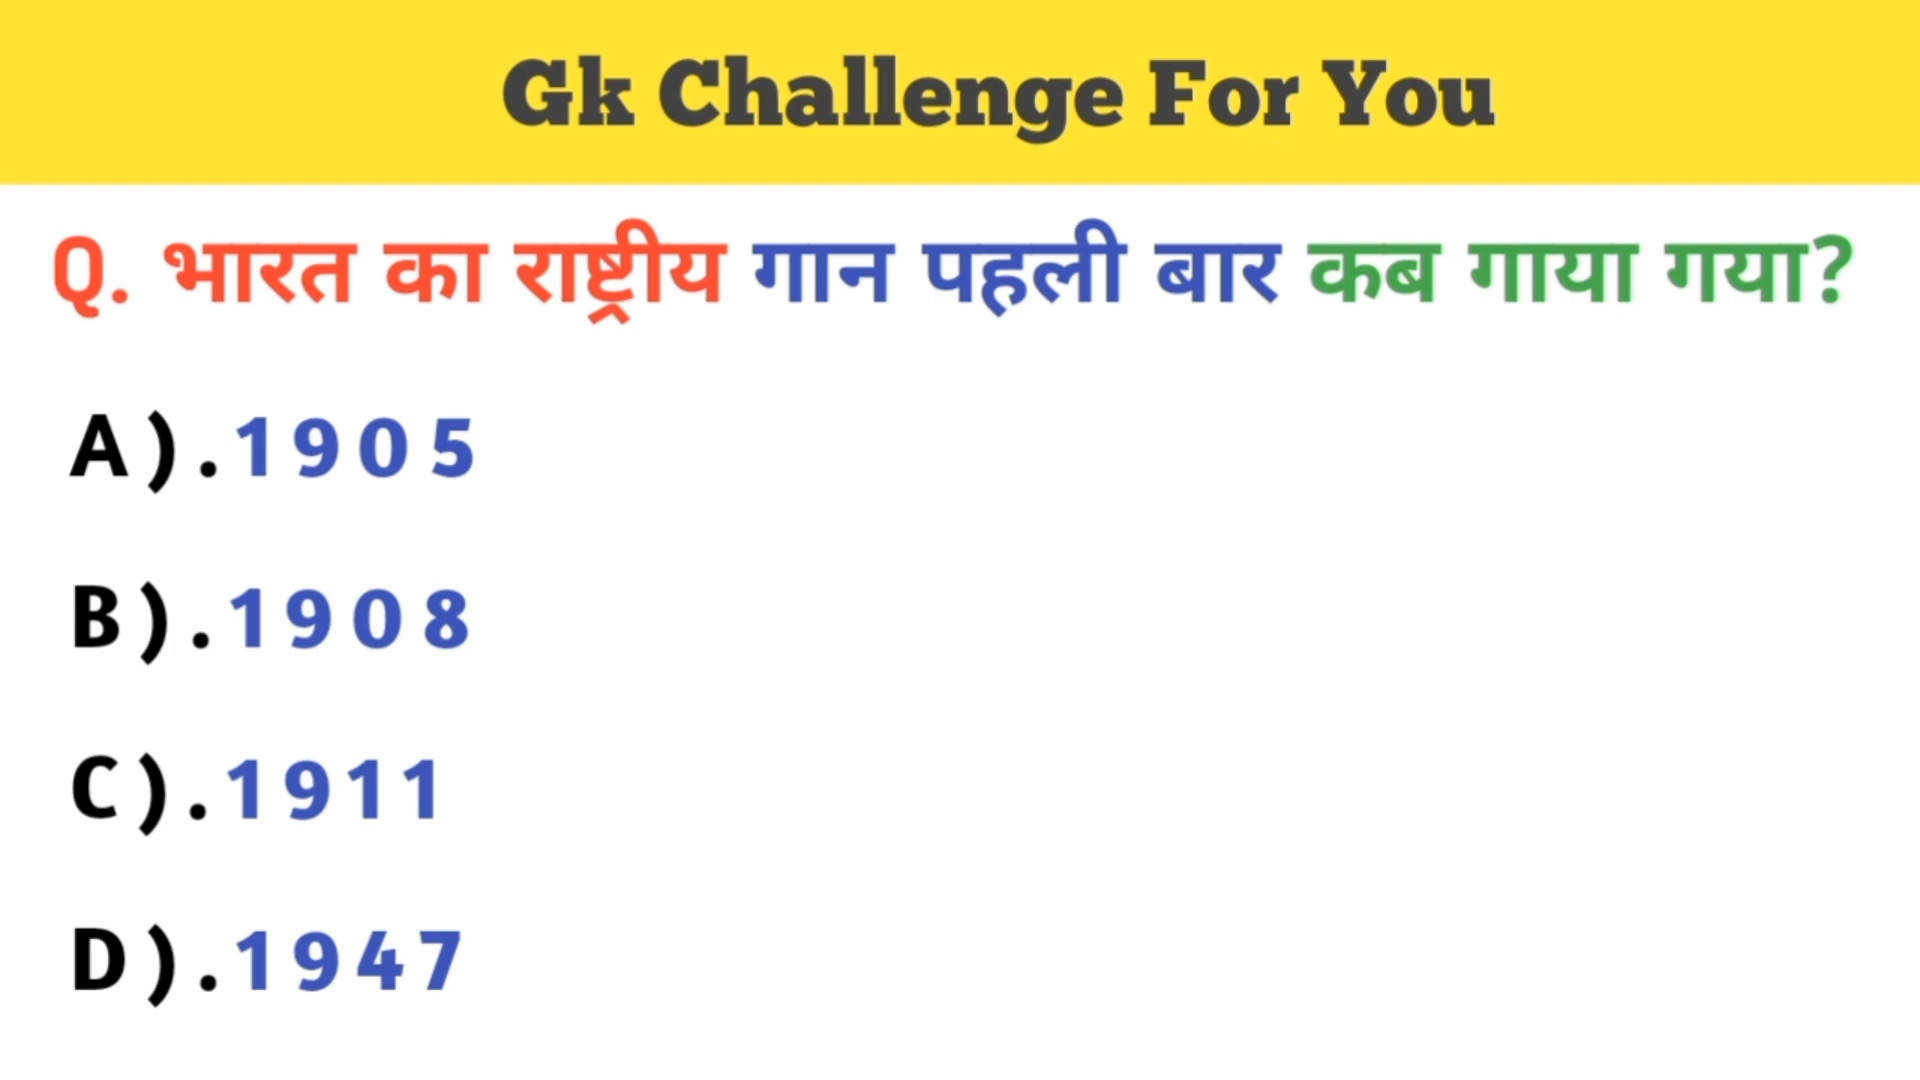 Gk Challenge For You
Q. भारत का राष्ट्रीय गान पहली बार कब गाया गया?
A).1905
B).1908
C).1911
D).1947